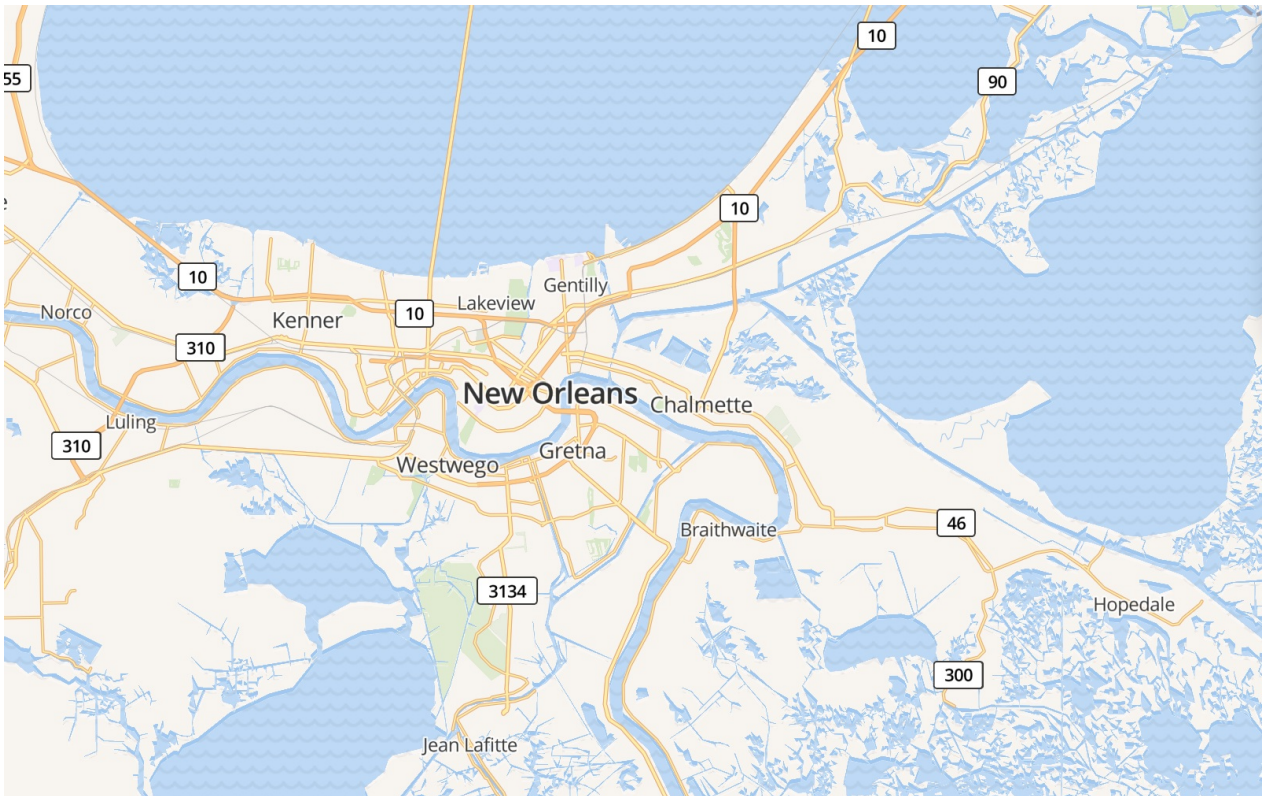 10
90
55
10
10
Gentilly
Lakeview
Norco
10
Kenner
310
New Orleans
Chalmette
Luling
310
Gretna
Westwego
46
Braithwaite
3134
Hopedale
300
Jean Lafitte